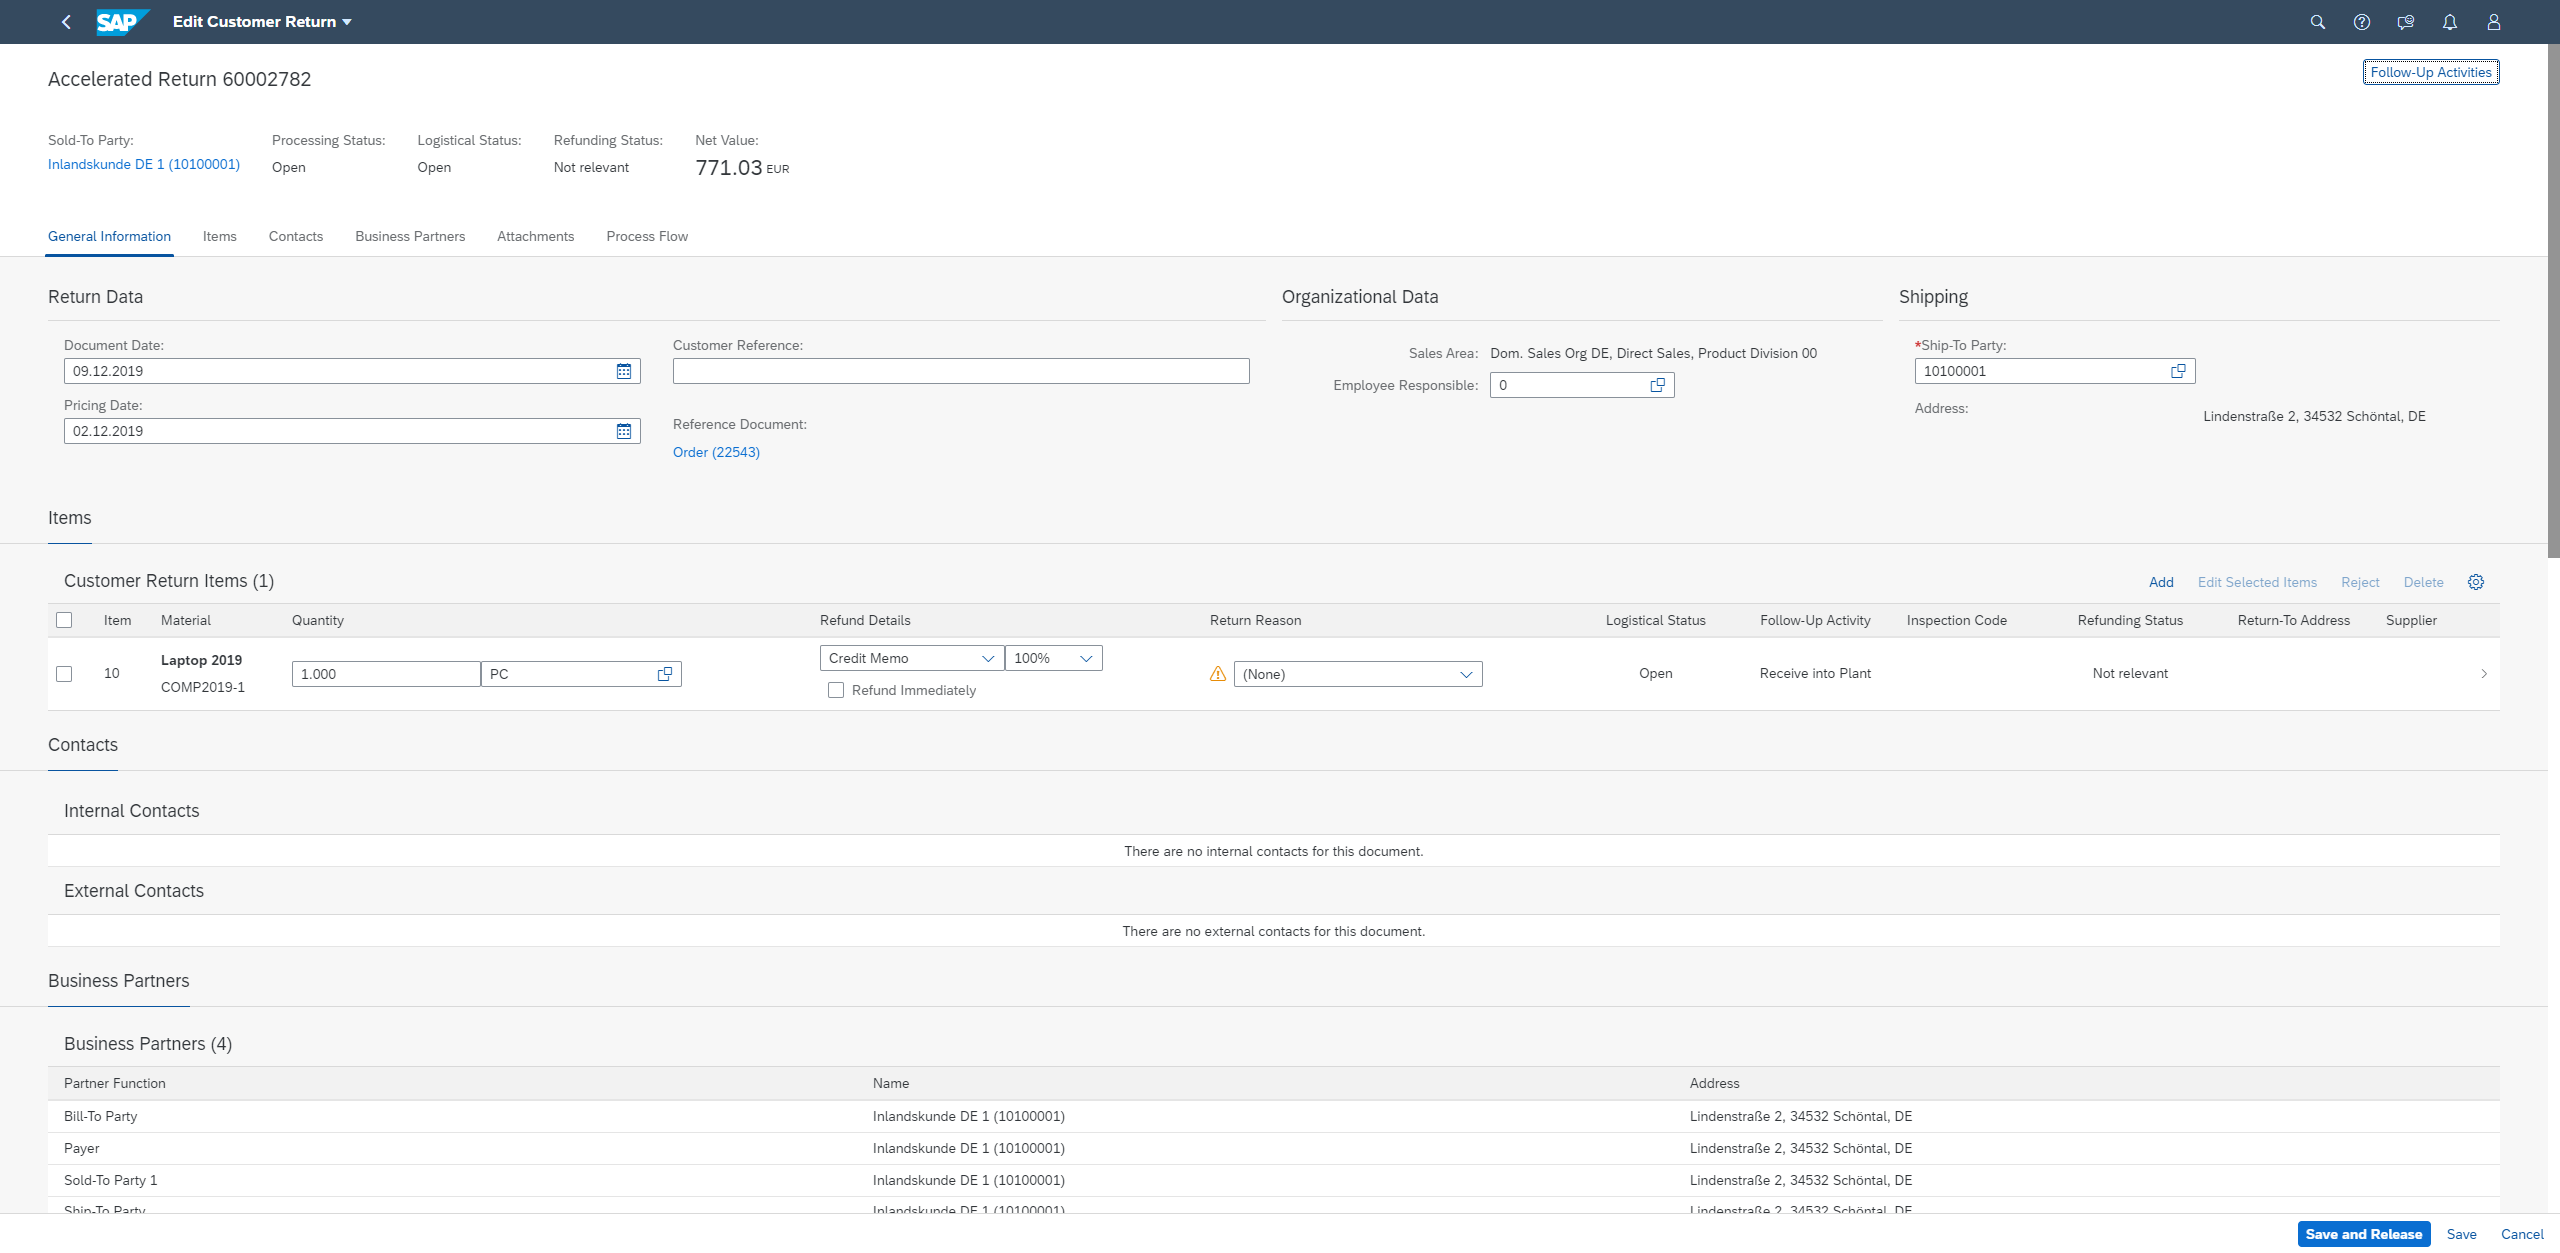 SAP Edit Customer Return
Accelerated Return 60002782
Follow-Up Activities
Sold-To Party: Processing Status: Logistical Status: Refunding Status: Net Value:
Inlandskunde DE 1 (10100001) Open Open Not relevant 771.03 EUR
General Information Items Contacts Business Partners Attachments Process Flow
Return Data
Document Date:
09.12.2019
Pricing Date:
02.12.2019
Customer Reference:
Reference Document:
Order (22543)
Organizational Data
Sales Area: Dom. Sales Org DE, Direct Sales, Product Division 00
Employee Responsible: 0
Shipping
*Ship-To Party:
10100001
Address:
Lindenstraße 2, 34532 Schöntal, DE
Items
Customer Return Items (1) Add Edit Selected Items Reject Delete
Item Material Quantity Refund Details Return Reason Logistical Status Follow-Up Activity Inspection Code Refunding Status Return-To Address Supplier
10 Laptop 2019
COMP2019-1
1.000 PC
Credit Memo 100%
Refund Immediately
(None) Open Receive into Plant Not relevant
Contacts
Internal Contacts
There are no internal contacts for this document.
External Contacts
There are no external contacts for this document.
Business Partners
Business Partners (4)
Partner Function Name Address
Bill-To Party Inlandskunde DE 1 (10100001) Lindenstraße 2, 34532 Schöntal, DE
Payer Inlandskunde DE 1 (10100001) Lindenstraße 2, 34532 Schöntal, DE
Sold-To Party 1 Inlandskunde DE 1 (10100001) Lindenstraße 2, 34532 Schöntal, DE
Ship-To Party Inlandskunde DE 1 (10100001) Lindenstraße 2, 34532 Schöntal, DE
Save and Release Save Cancel